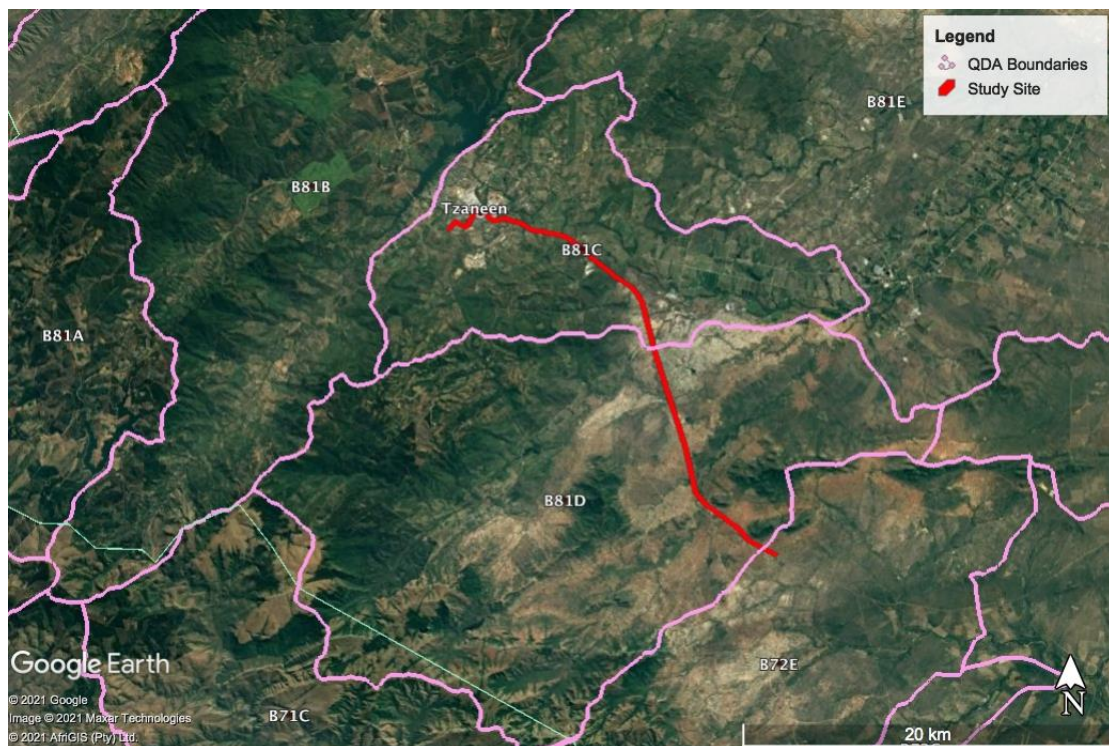 Legend
QDA Boundaries
Study Site
B81E
B81B
Tzaneen
B81C
B81A
B81D
B72E
B71C
Google Earth
© 2021 Google
Image © 2021 Maxar Technologies
© 2021 AfriGIS (Pty) Ltd.
N
20 km